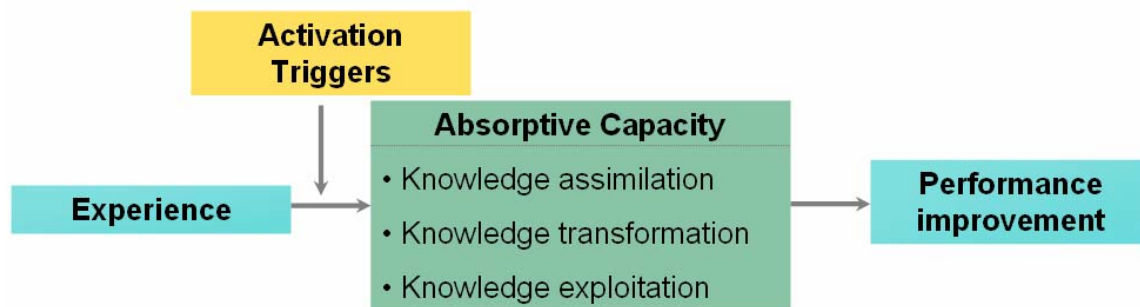 Activation
Triggers
Absorptive Capacity
• Knowledge assimilation
Experience
• Knowledge transformation
• Knowledge exploitation
Performance
improvement